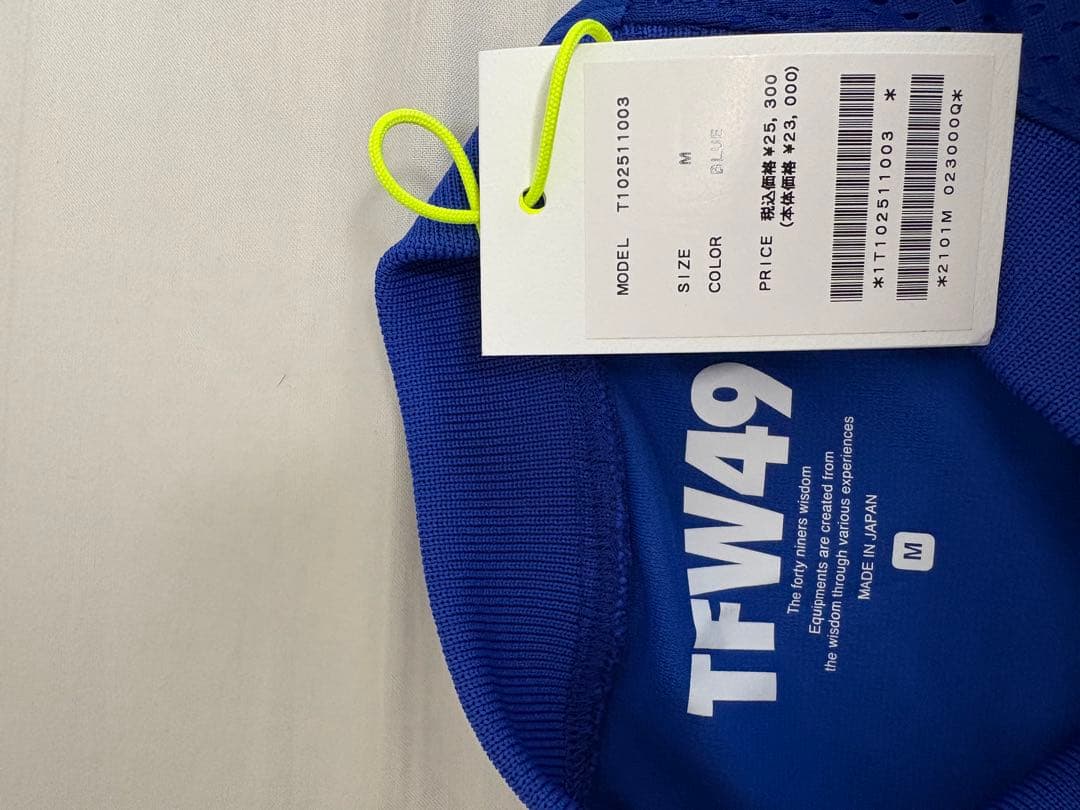 MODEL T102511003
SIZE M
COLOR BLUE
PRICE 税込価格 ¥25, 300
(本体価格 ¥23, 000)
*1T102511003 *
*2101M 023000Q*
TFW49
The forty niners wisdom
Equipments are created from
the wisdom through various experiences
MADE IN JAPAN
M